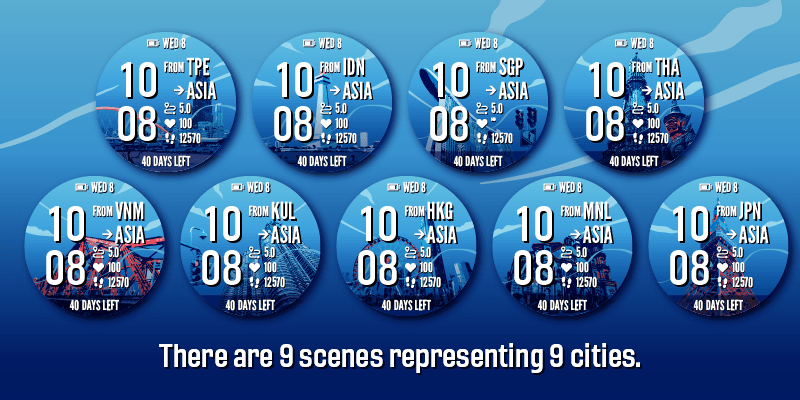 WED 8
10
08
FROM TPE
→ ASIA
5.0
100
12570
40 DAYS LEFT
WED 8
10
08
FROM IDN
→ ASIA
5.0
100
12570
40 DAYS LEFT
WED 8
10
08
FROM SGP
→ ASIA
5.0
--
12570
40 DAYS LEFT
WED 8
10
08
FROM THA
→ ASIA
5.0
100
12570
40 DAYS LEFT
WED 8
10
08
FROM VNM
→ ASIA
5.0
100
12570
40 DAYS LEFT
WED 8
10
08
FROM KUL
→ ASIA
5.0
100
12570
40 DAYS LEFT
WED 8
10
08
FROM HKG
→ ASIA
5.0
100
12570
40 DAYS LEFT
WED 8
10
08
FROM MNL
→ ASIA
5.0
100
12570
40 DAYS LEFT
WED 8
10
08
FROM JPN
→ ASIA
5.0
100
12570
40 DAYS LEFT
There are 9 scenes representing 9 cities.